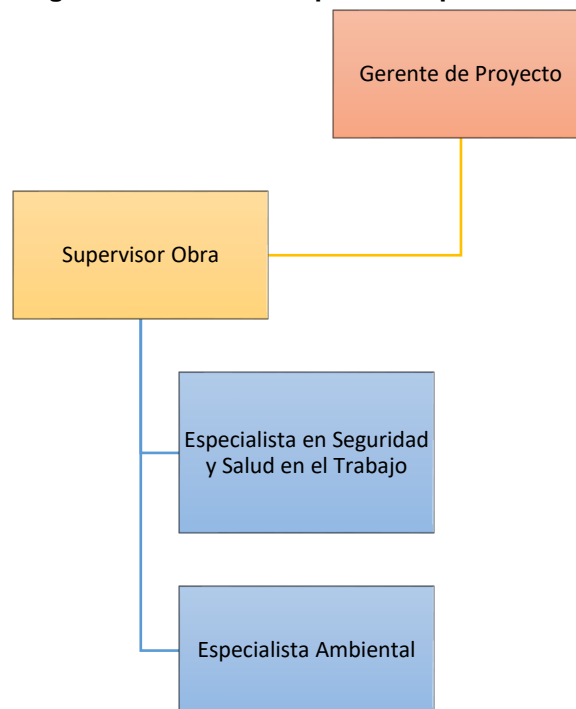 Gerente de Proyecto
Supervisor Obra
Especialista en Seguridad
y Salud en el Trabajo
Especialista Ambiental